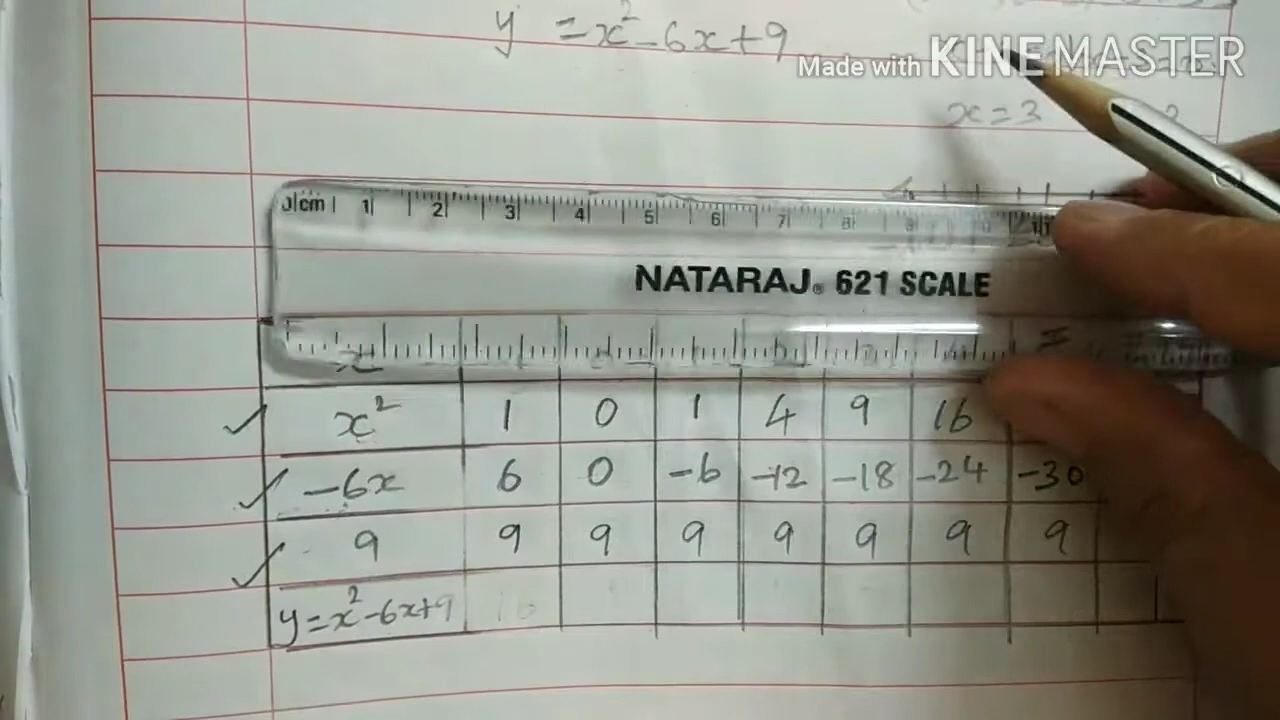 y = x² - 6x + 9
Made with KINEMASTER
x = 3
0 cm 1 2 3 4 5 6 7 8 9
NATARAJ® 621 SCALE
x
x² 1 0 1 4 9 16
-6x 6 0 -6 -12 -18 -24 -30
9 9 9 9 9 9 9 9
y = x² - 6x + 9 16